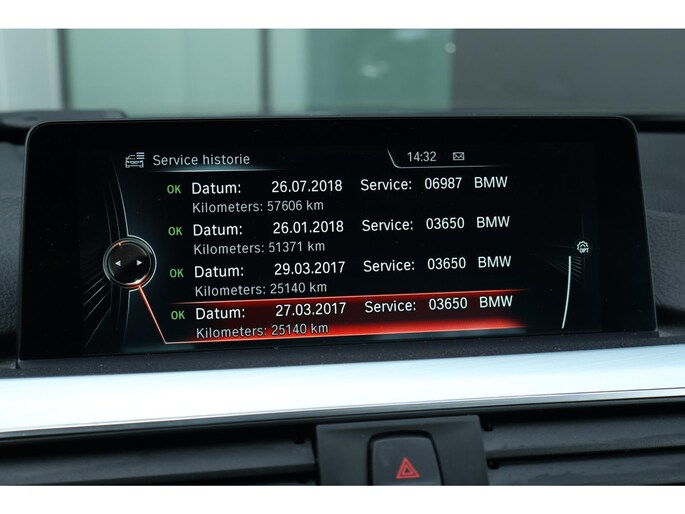 Service historie 14:32
OK Datum: 26.07.2018 Service: 06987 BMW
Kilometers: 57606 km
OK Datum: 26.01.2018 Service: 03650 BMW
Kilometers: 51371 km
OK Datum: 29.03.2017 Service: 03650 BMW
Kilometers: 25140 km
OK Datum: 27.03.2017 Service: 03650 BMW
Kilometers: 25140 km
OPT